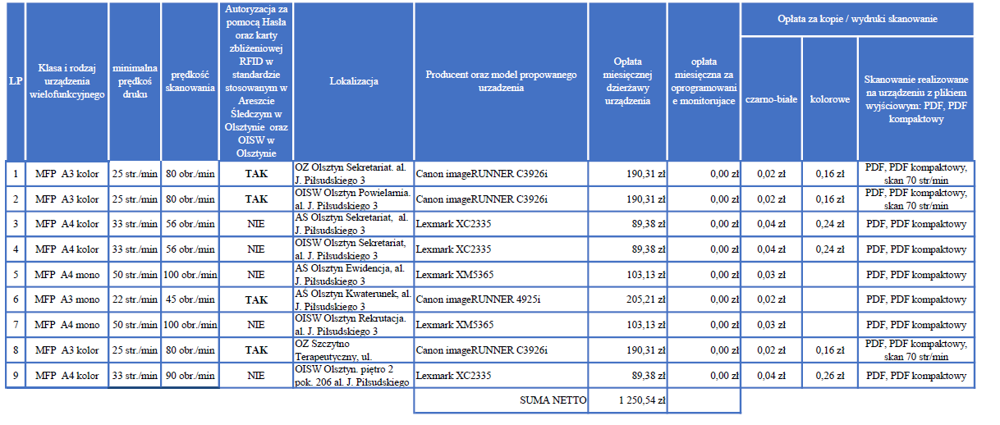 LP
Klasa i rodzaj
urządzenia
wielofunkcyjnego
minimalna
prędkoś
druku
prędkość
skanowania
Autoryzacja za
pomocą Hasła
oraz karty
zbliżeniowej
RFID w
standardzie
stosowanym w
Areszcie
Śledczym w
Olsztynie oraz
OISW w
Olsztynie
Lokalizacja
Producent oraz model propowanego
urzadzenia
Opłata
miesięcznej
dzierżawy
urządzenia
opłata
miesięczna za
oprogramowani
e monitorujace
Opłata za kopie / wydruki skanowanie
czarno-białe
kolorowe
Skanowanie realizowane
na urządzeniu z plikiem
wyjściowym: PDF, PDF
kompaktowy
1 MFP A3 kolor 25 str./min 80 obr./min TAK OZ Olsztyn Sekretariat. al.
J. Piłsudskiego 3 Canon imageRUNNER C3926i 190,31 zł 0,00 zł 0,02 zł 0,16 zł PDF, PDF kompaktowy,
skan 70 str/min
2 MFP A3 kolor 25 str./min 80 obr./min TAK OISW Olsztyn Powielarnia.
al. J. Piłsudskiego 3 Canon imageRUNNER C3926i 190,31 zł 0,00 zł 0,02 zł 0,16 zł PDF, PDF kompaktowy,
skan 70 str/min
3 MFP A4 kolor 33 str./min 56 obr./min NIE AŚ Olsztyn Sekretariat, al.
J. Piłsudskiego 3 Lexmark XC2335 89,38 zł 0,00 zł 0,04 zł 0,24 zł PDF, PDF kompaktowy
4 MFP A4 kolor 33 str./min 56 obr./min NIE OISW Olsztyn Sekretariat,
al. J. Piłsudskiego 3 Lexmark XC2335 89,38 zł 0,00 zł 0,04 zł 0,24 zł PDF, PDF kompaktowy
5 MFP A4 mono 50 str./min 100 obr./min NIE AŚ Olsztyn Ewidencja, al.
J. Piłsudskiego 3 Lexmark XM5365 103,13 zł 0,00 zł 0,03 zł PDF, PDF kompaktowy
6 MFP A3 mono 22 str./min 45 obr./min TAK AŚ Olsztyn Kwaterunek, al.
J. Piłsudskiego 3 Canon imageRUNNER 4925i 205,21 zł 0,00 zł 0,02 zł PDF, PDF kompaktowy
7 MFP A4 mono 50 str./min 100 obr./min NIE OISW Olsztyn Rekrutacja.
al. J. Piłsudskiego 3 Lexmark XM5365 103,13 zł 0,00 zł 0,03 zł PDF, PDF kompaktowy
8 MFP A3 kolor 25 str./min 80 obr./min TAK OZ Szczytno
Terapeutyczny, ul. Canon imageRUNNER C3926i 190,31 zł 0,00 zł 0,02 zł 0,16 zł PDF, PDF kompaktowy,
skan 70 str/min
9 MFP A4 kolor 33 str./min 90 obr./min NIE OISW Olsztyn. piętro 2
pok. 206 al. J. Piłsudskiego Lexmark XC2335 89,38 zł 0,00 zł 0,04 zł 0,26 zł PDF, PDF kompaktowy
SUMA NETTO 1 250,54 zł